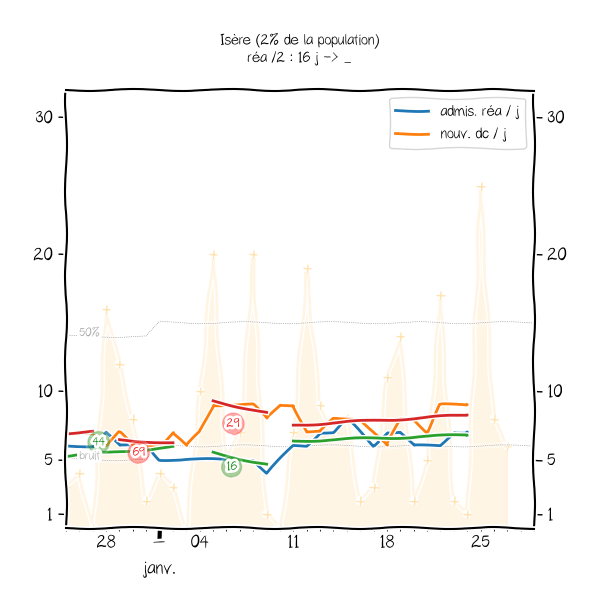 Isère (2% de la population)
réa /2 : 16 j -> _
admis. réa / j
nouv. dc / j
30 30
20 20
50%
10 10
44
69
29
16
bruit
5 5
1 1
28 04 11 18 25
janv.